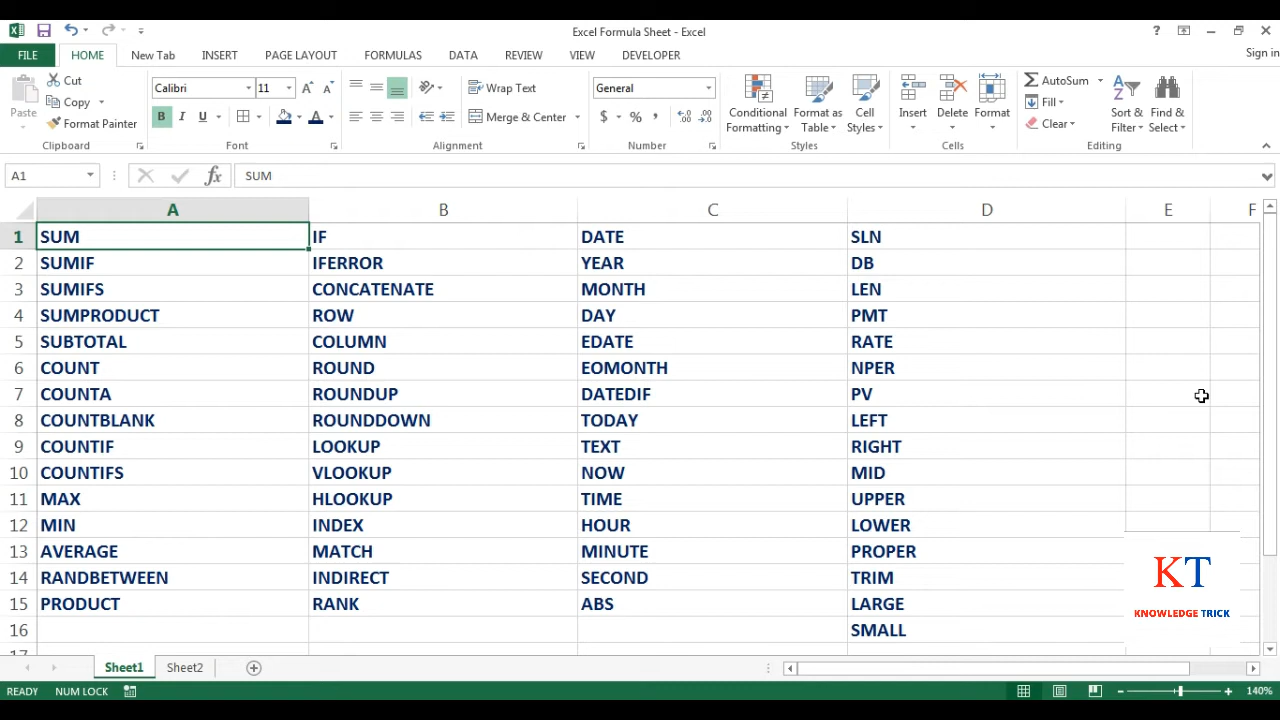 Excel Formula Sheet - Excel
?
Sign in
FILE HOME New Tab INSERT PAGE LAYOUT FORMULAS DATA REVIEW VIEW DEVELOPER
Paste
Cut
Copy
Format Painter
Clipboard
Calibri 11
B I U A
Font
Wrap Text
Merge & Center
Alignment
General
$ % ,
Number
Conditional Formatting
Format as Table
Cell Styles
Styles
Insert
Delete
Format
Cells
AutoSum
Fill
Clear
Sort & Filter
Find & Select
Editing
A1 fx SUM
A B C D E F
1 SUM IF DATE SLN
2 SUMIF IFERROR YEAR DB
3 SUMIFS CONCATENATE MONTH LEN
4 SUMPRODUCT ROW DAY PMT
5 SUBTOTAL COLUMN EDATE RATE
6 COUNT ROUND EOMONTH NPER
7 COUNTA ROUNDUP DATEDIF PV
8 COUNTBLANK ROUNDDOWN TODAY LEFT
9 COUNTIF LOOKUP TEXT RIGHT
10 COUNTIFS VLOOKUP NOW MID
11 MAX HLOOKUP TIME UPPER
12 MIN INDEX HOUR LOWER
13 AVERAGE MATCH MINUTE PROPER
14 RANDBETWEEN INDIRECT SECOND TRIM
15 PRODUCT RANK ABS LARGE
16 SMALL
17
KT
KNOWLEDGE TRICK
Sheet1 Sheet2
READY NUM LOCK 140%